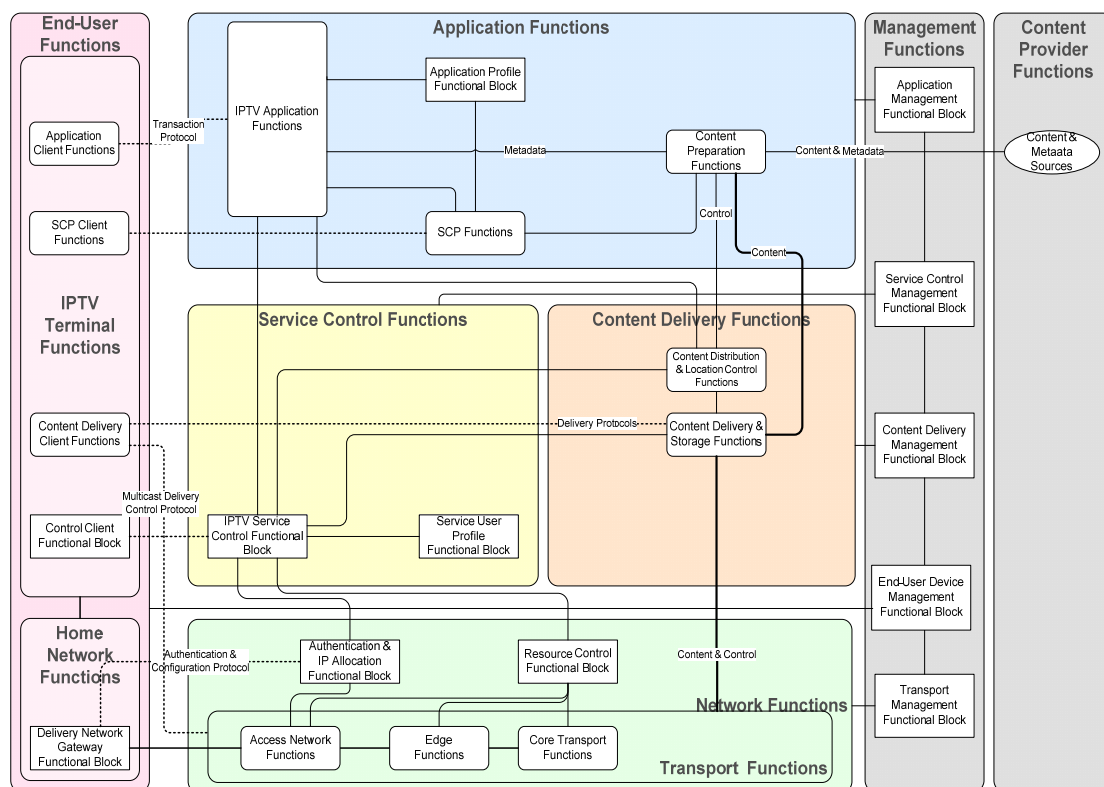 End-User
Functions
Application
Client Functions
SCP Client
Functions
IPTV
Terminal
Functions
Content Delivery
Client Functions
Control Client
Functional Block
Home
Network
Functions
Delivery Network
Gateway
Functional Block
Transaction
Protocol
Multicast Delivery
Control Protocol
Authentication &
Configuration Protocol
Application Functions
IPTV Application
Functions
Application Profile
Functional Block
Metadata
Content
Preparation
Functions
Content & Metadata
SCP Functions
Control
Content
Service Control Functions
IPTV Service
Control Functional
Block
Service User
Profile
Functional Block
Content Delivery Functions
Content Distribution
& Location Control
Functions
Delivery Protocols
Content Delivery &
Storage Functions
Authentication &
IP Allocation
Functional Block
Resource Control
Functional Block
Content & Control
Network Functions
Access Network
Functions
Edge
Functions
Core Transport
Functions
Transport Functions
Management
Functions
Application
Management
Functional Block
Service Control
Management
Functional Block
Content Delivery
Management
Functional Block
End-User Device
Management
Functional Block
Transport
Management
Functional Block
Content
Provider
Functions
Content &
Metaata
Sources